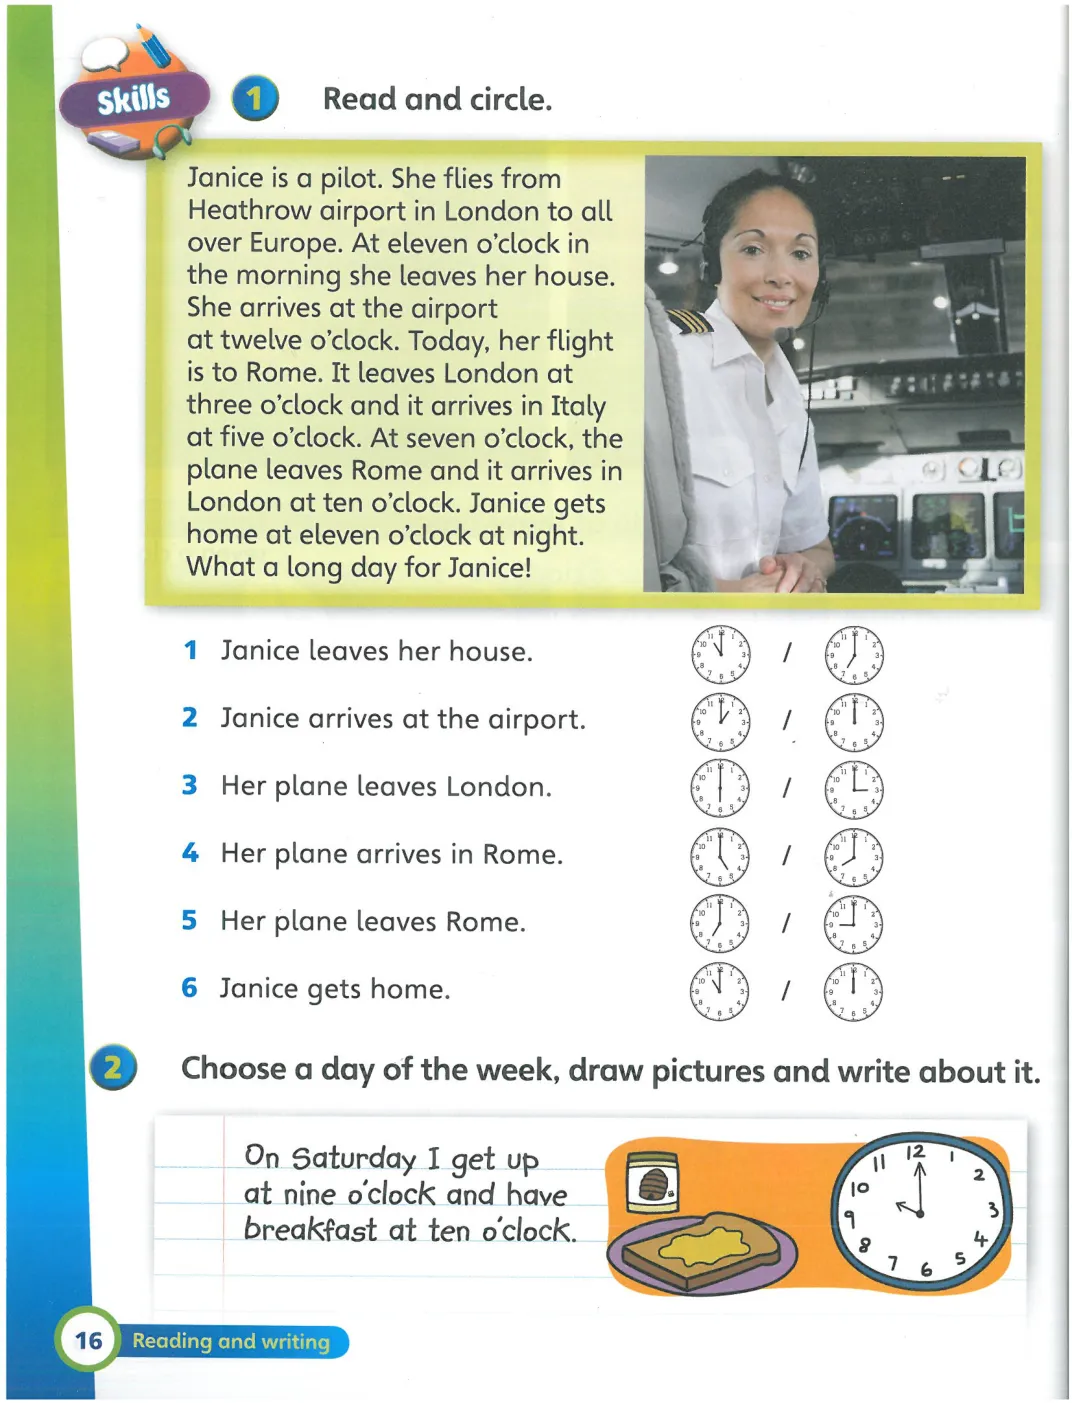 Skills
1 Read and circle.
Janice is a pilot. She flies from
Heathrow airport in London to all
over Europe. At eleven o'clock in
the morning she leaves her house.
She arrives at the airport
at twelve o'clock. Today, her flight
is to Rome. It leaves London at
three o'clock and it arrives in Italy
at five o'clock. At seven o'clock, the
plane leaves Rome and it arrives in
London at ten o'clock. Janice gets
home at eleven o'clock at night.
What a long day for Janice!
1 Janice leaves her house. /
2 Janice arrives at the airport. /
3 Her plane leaves London. /
4 Her plane arrives in Rome. /
5 Her plane leaves Rome. /
6 Janice gets home. /
2 Choose a day of the week, draw pictures and write about it.
On Saturday I get up
at nine o'clock and have
breakfast at ten o'clock.
12 1 2 3 4 5 6 7 8 9 10 11
16 Reading and writing